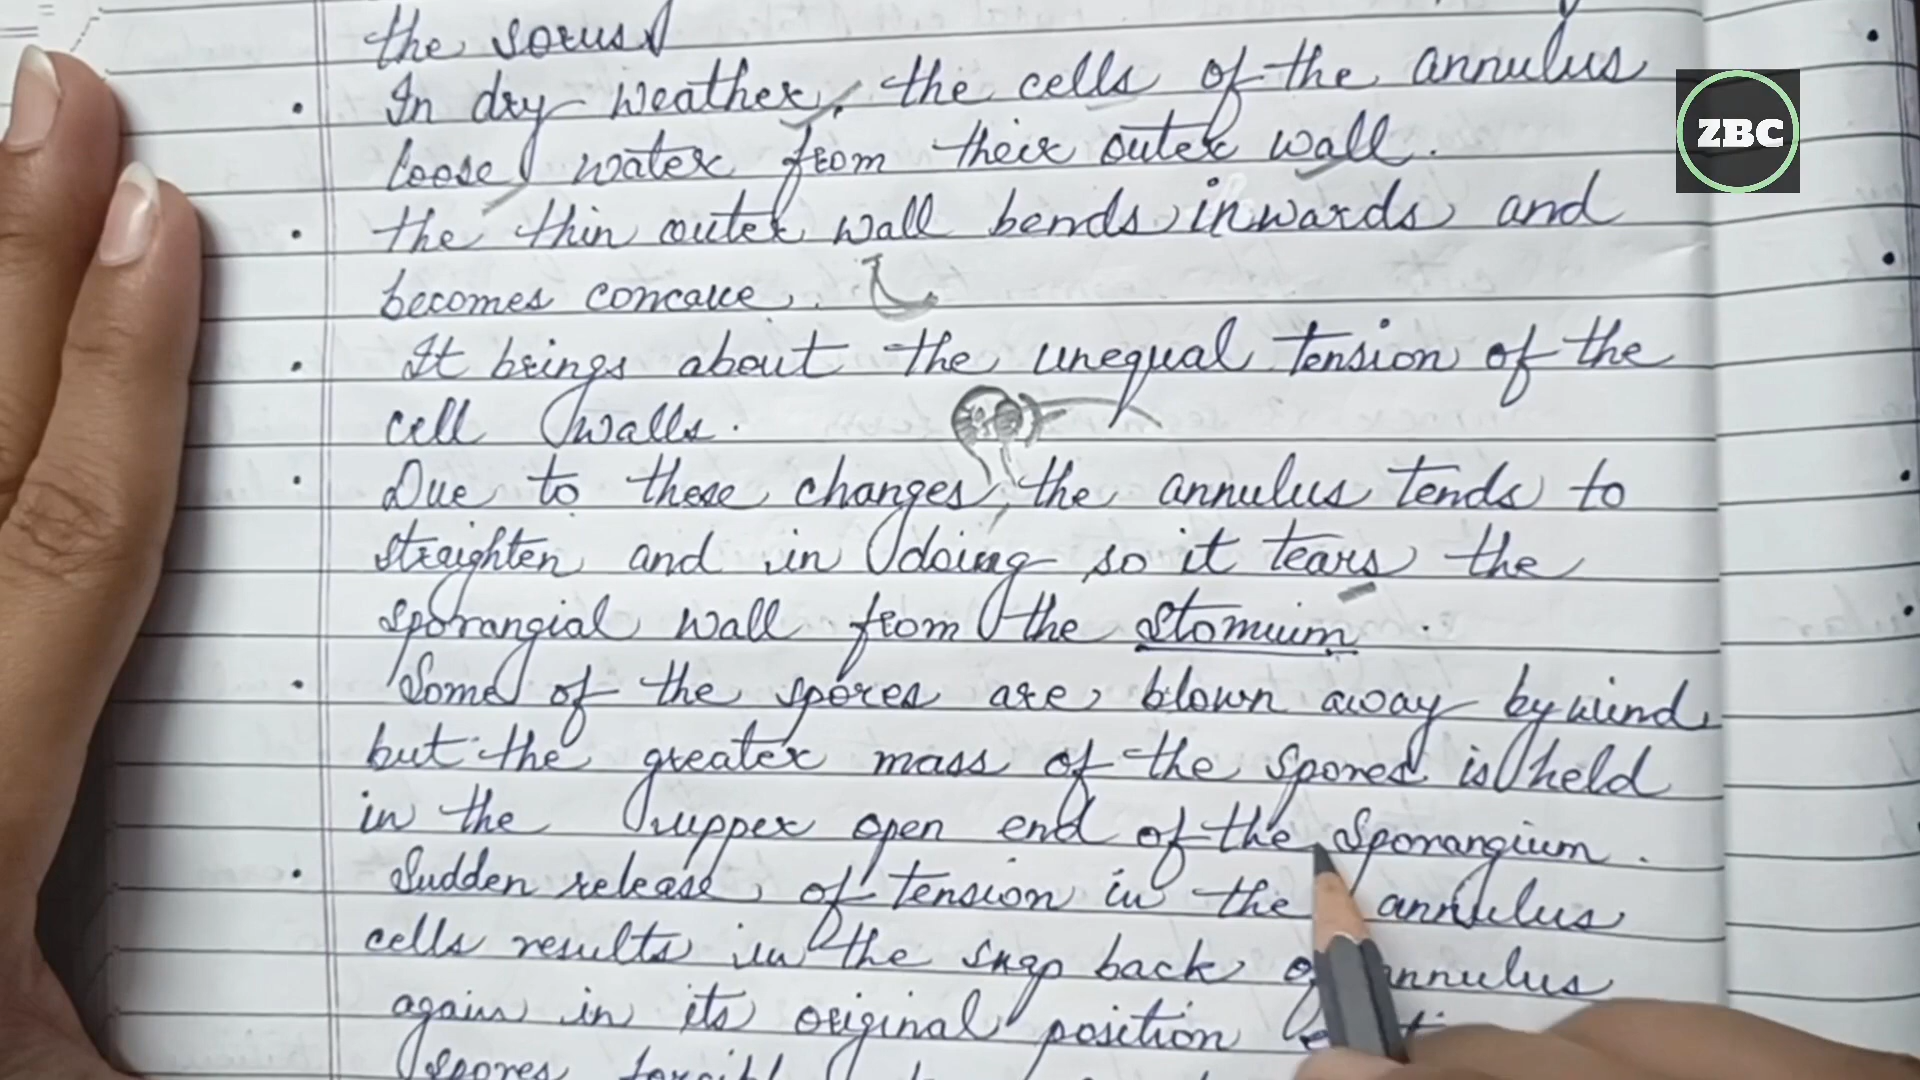 the sorus
In dry weather, the cells of the annulus
loose water from their outer wall.
the thin outer wall bends inwards and
becomes concave.
It brings about the unequal tension of the
cell walls.
Due to these changes, the annulus tends to
straighten and in doing so it tears the
sporangial wall from the stomium.
Some of the spores are blown away by wind
but the greater mass of the spores is held
in the upper open end of the sporangium.
Sudden release of tension in the annulus
cells results in the snap back of annulus
again in its original position
spores
ZBC